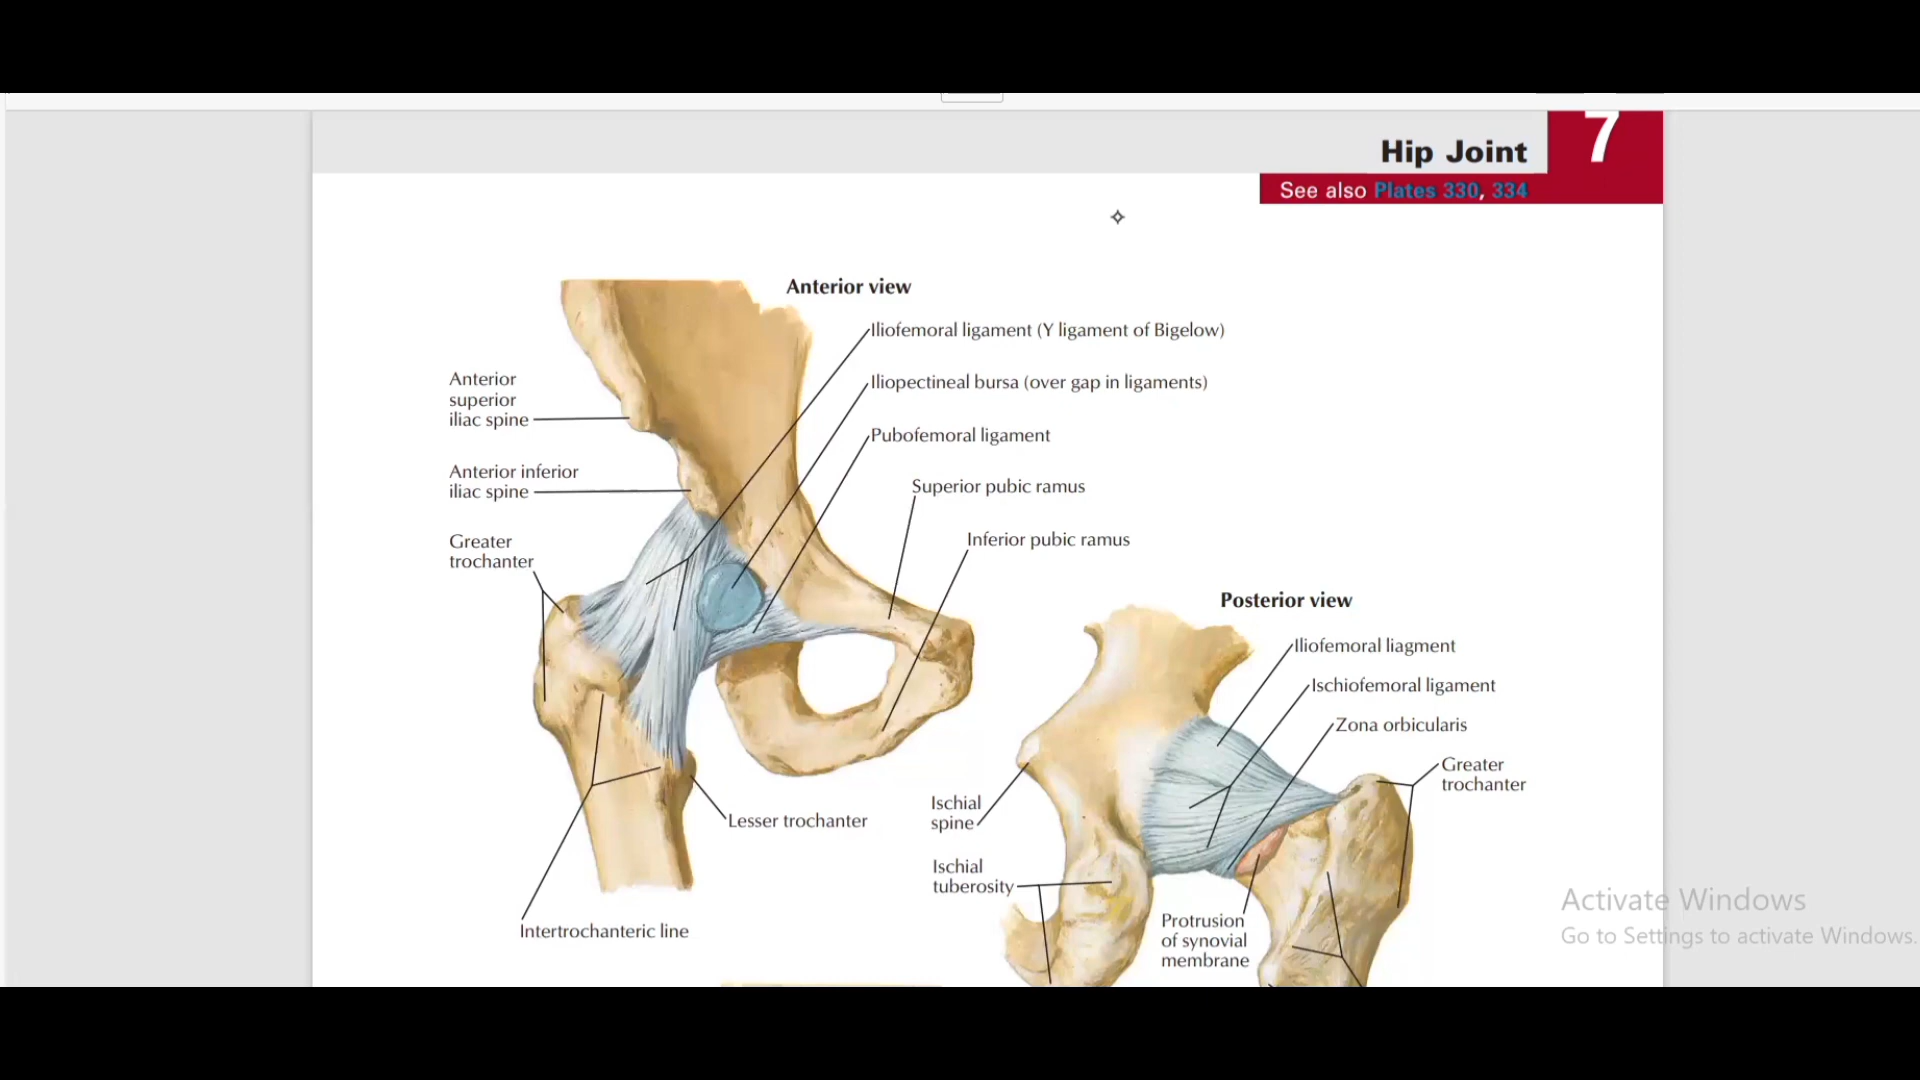 7
Hip Joint
See also Plates 330, 334
Anterior view
Iliofemoral ligament (Y ligament of Bigelow)
Iliopectineal bursa (over gap in ligaments)
Pubofemoral ligament
Superior pubic ramus
Inferior pubic ramus
Anterior
superior
iliac spine
Anterior inferior
iliac spine
Greater
trochanter
Lesser trochanter
Intertrochanteric line
Posterior view
Iliofemoral liagment
Ischiofemoral ligament
Zona orbicularis
Greater
trochanter
Ischial
spine
Ischial
tuberosity
Protrusion
of synovial
membrane
Activate Windows
Go to Settings to activate Windows.